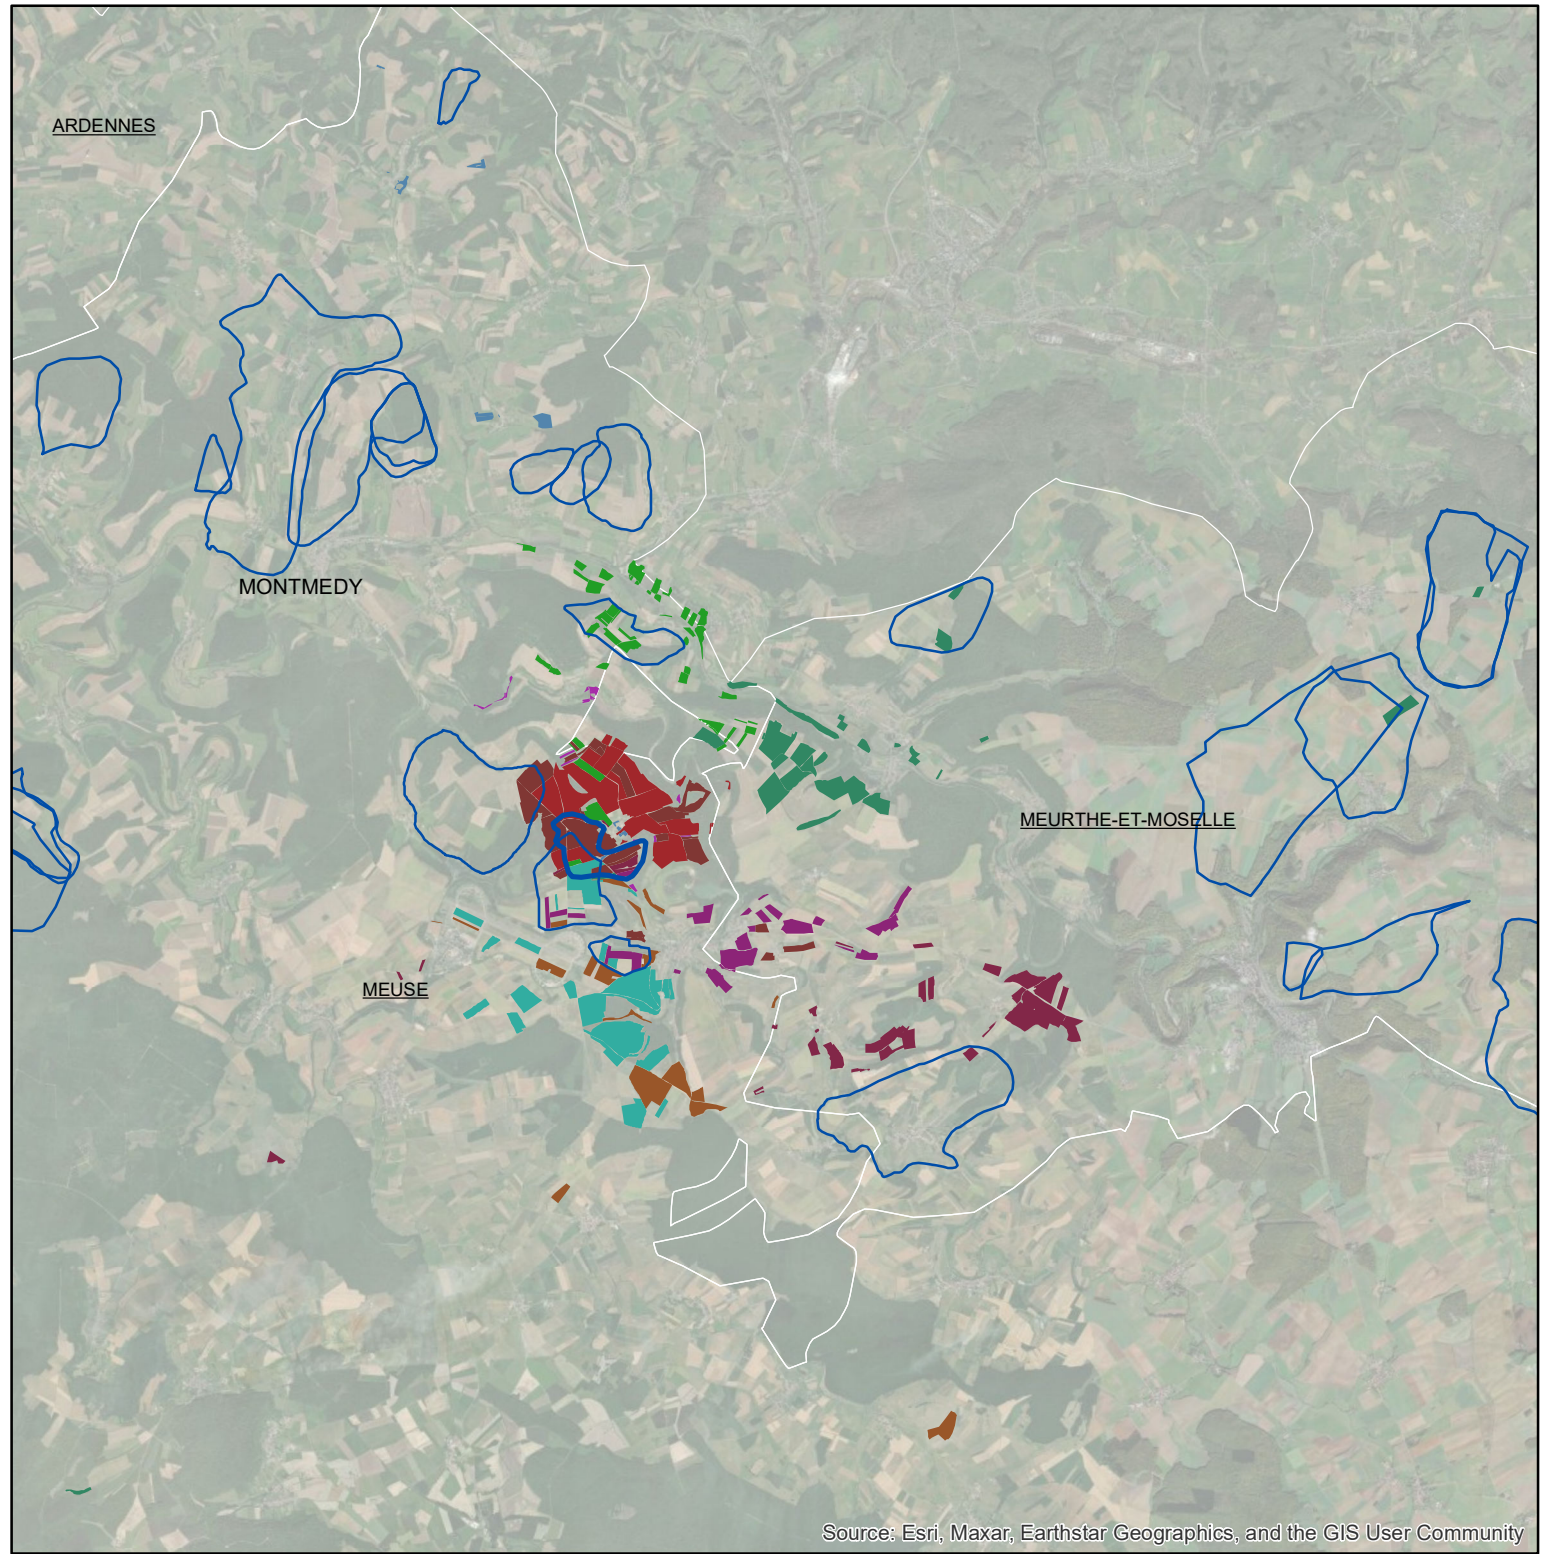 ARDENNES
MONTMEDY
MEURTHE-ET-MOSELLE
MEUSE
Source: Esri, Maxar, Earthstar Geographics, and the GIS User Community